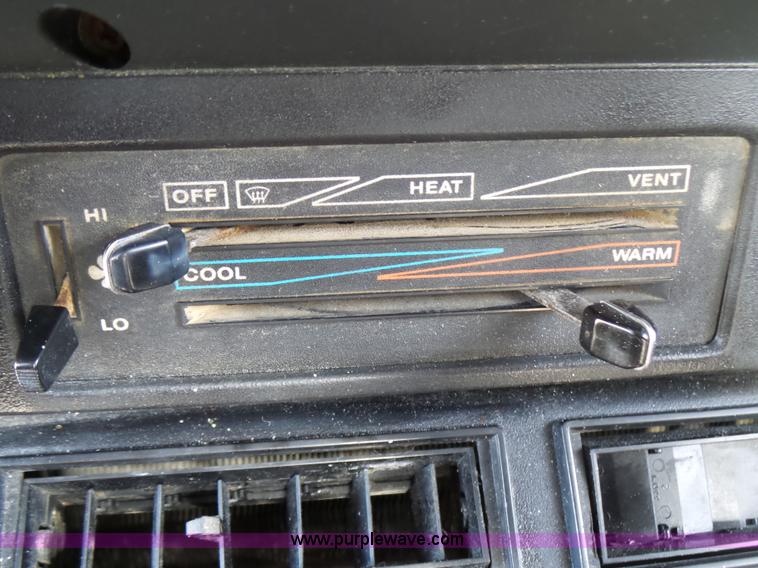 OFF HEAT VENT
HI
COOL WARM
LO
www.purplewave.com